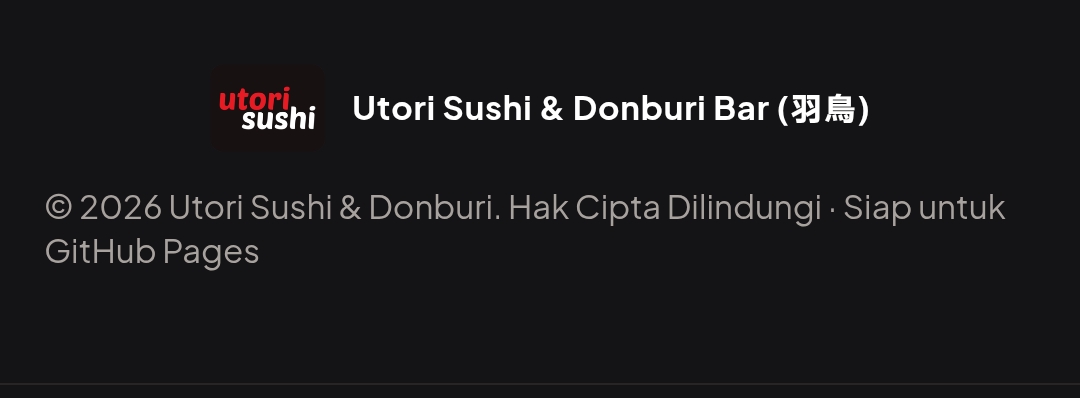 utori
sushi
Utori Sushi & Donburi Bar (羽鳥)
© 2026 Utori Sushi & Donburi. Hak Cipta Dilindungi · Siap untuk
GitHub Pages